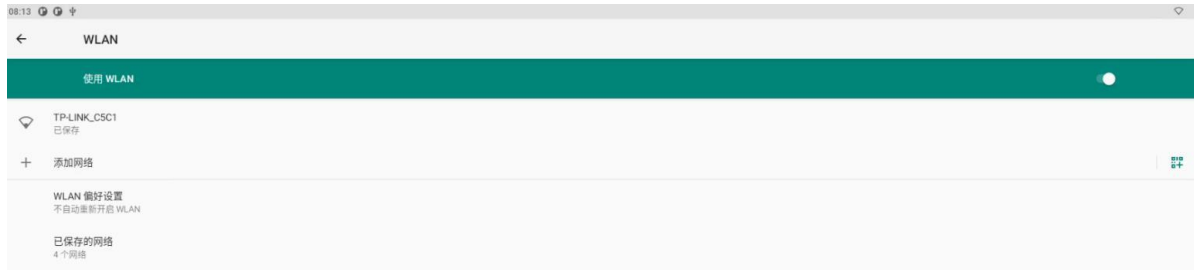 08:13
WLAN
使用 WLAN
TP-LINK_C5C1
已保存
添加网络
WLAN 偏好设置
不自动重新开启 WLAN
已保存的网络
4 个网络